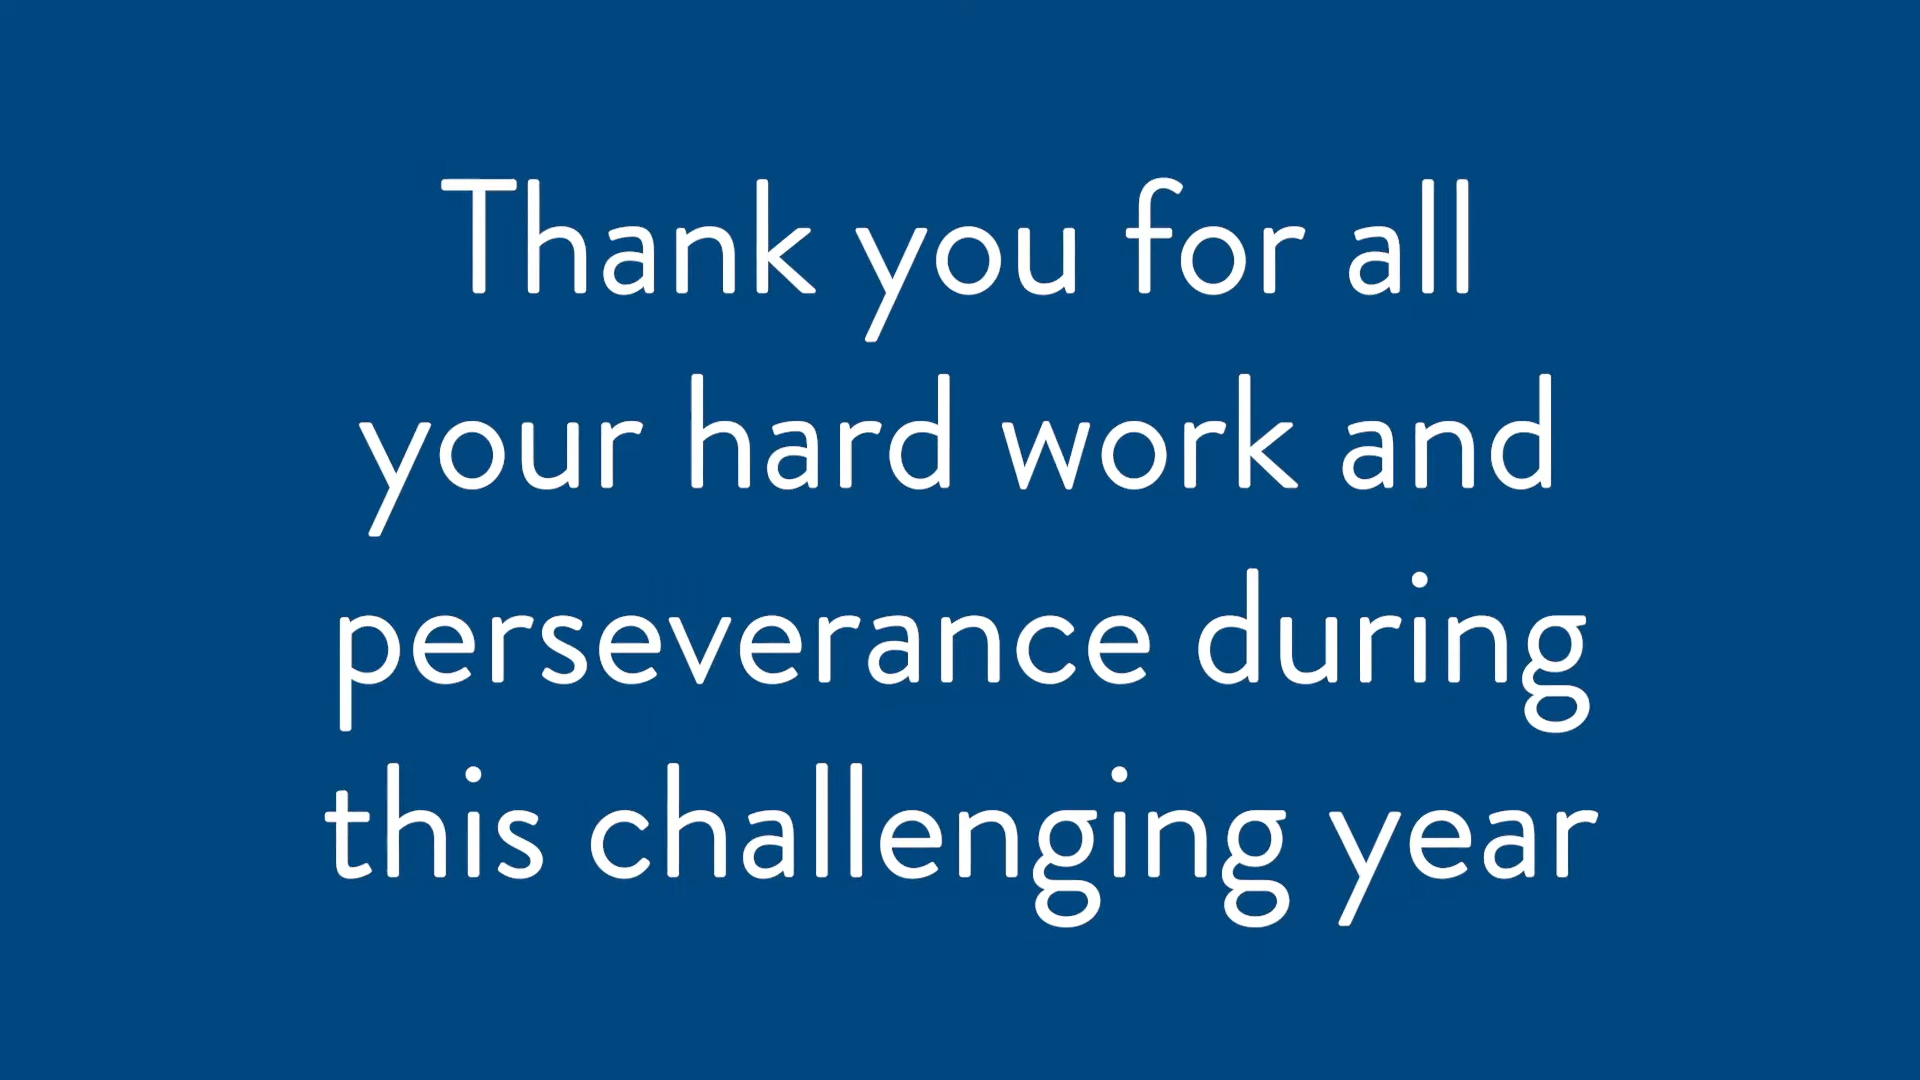 Thank you for all
your hard work and
perseverance during
this challenging year